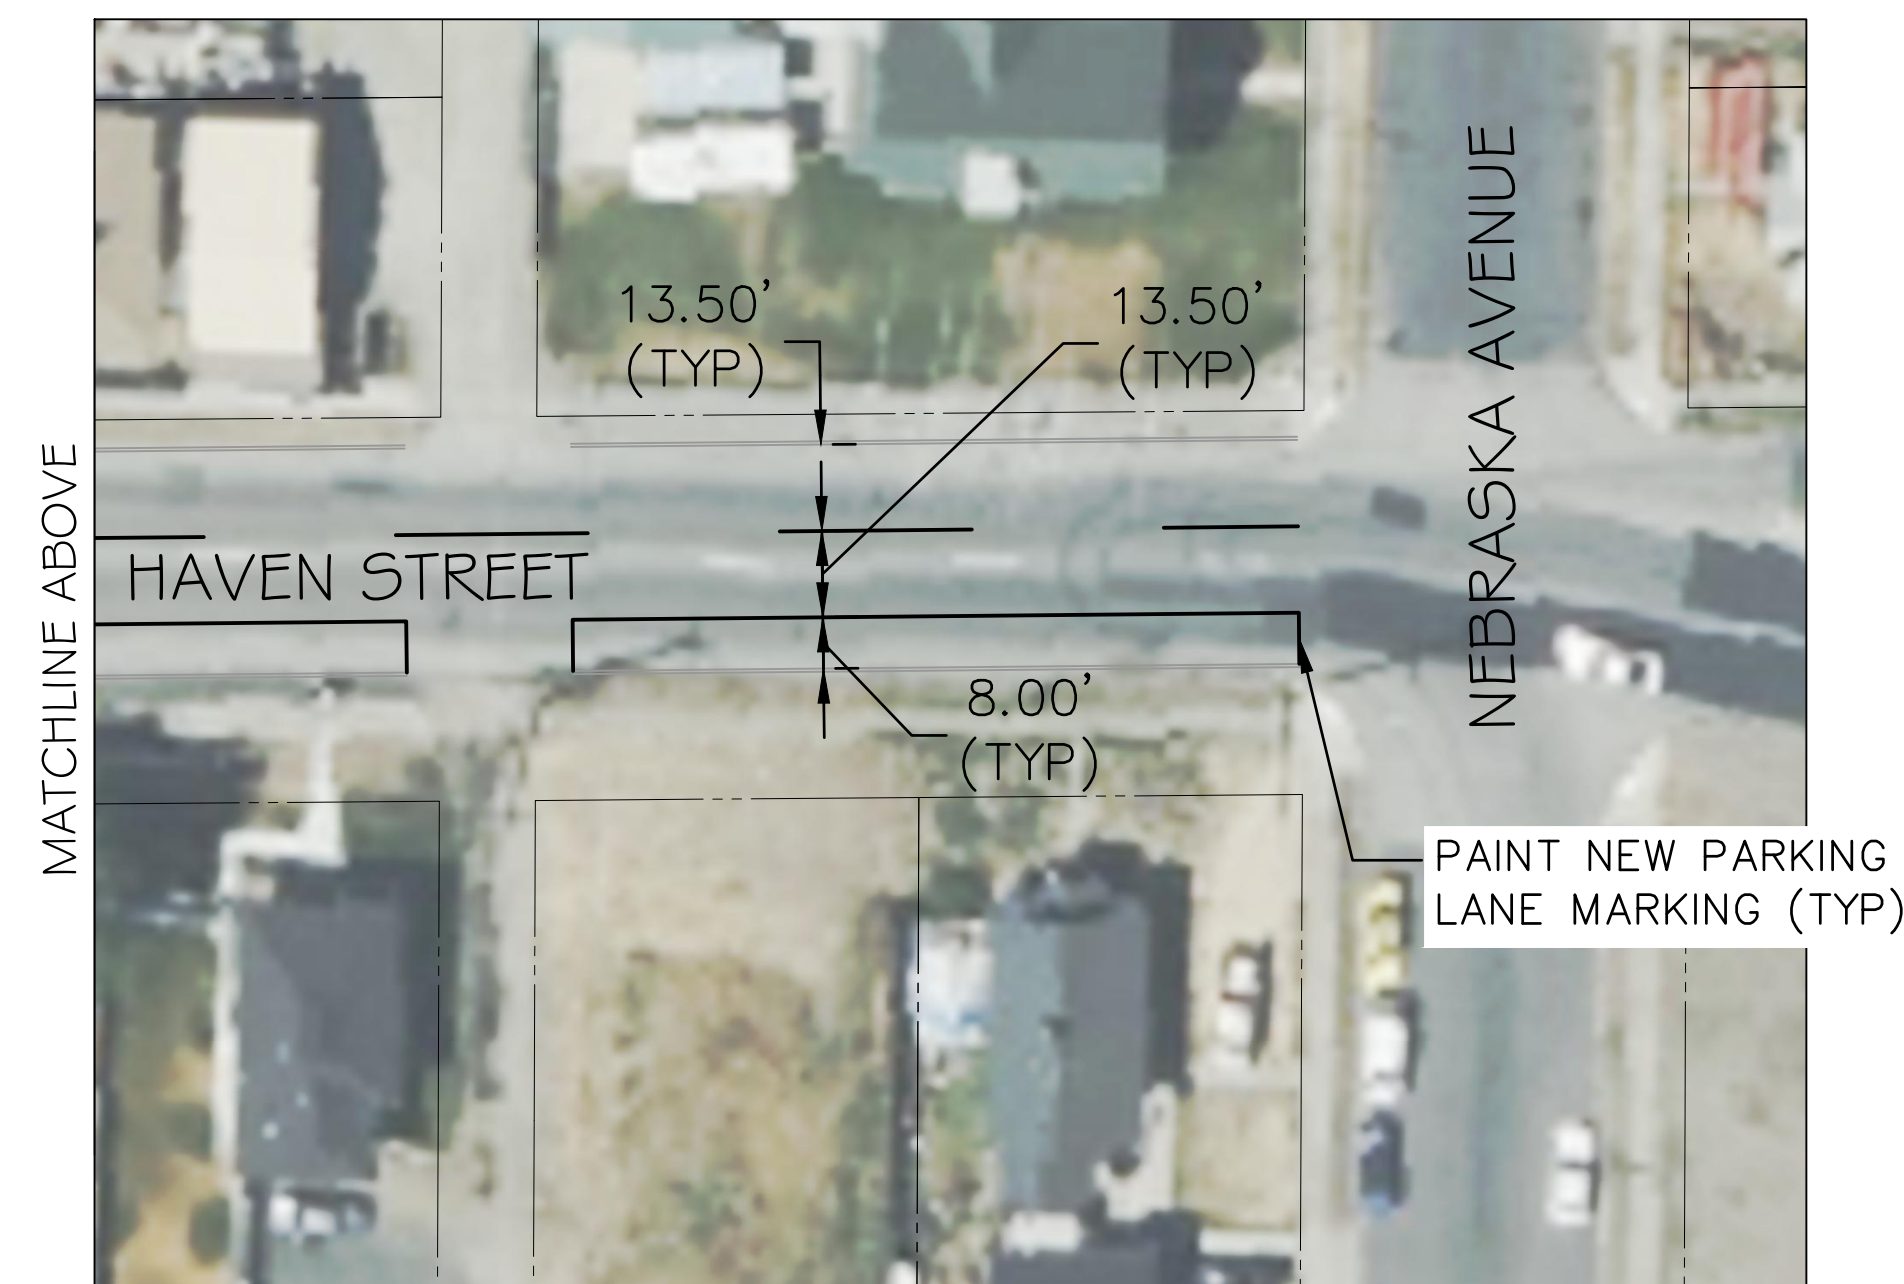 13.50'
(TYP)
13.50'
(TYP)
NEBRASKA AVENUE
MATCHLINE ABOVE
HAVEN STREET
8.00'
(TYP)
PAINT NEW PARKING
LANE MARKING (TYP)